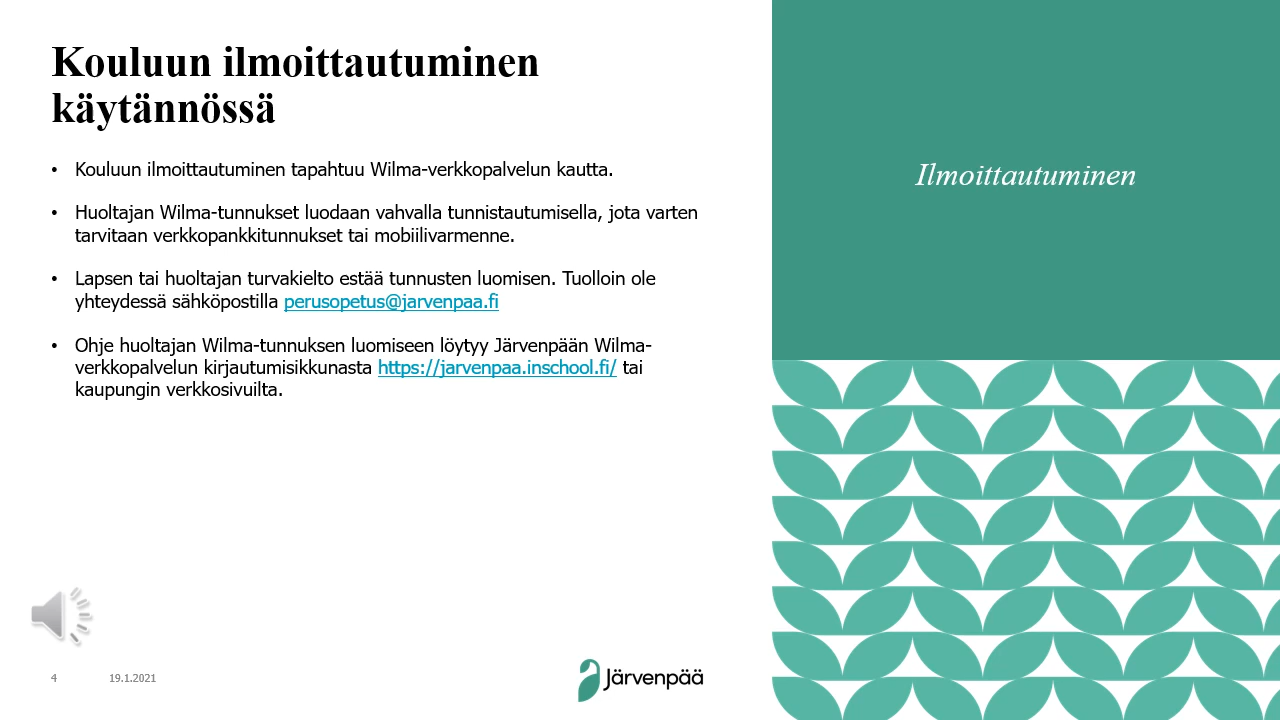 Kouluun ilmoittautuminen
käytännössä
• Kouluun ilmoittautuminen tapahtuu Wilma-verkkopalvelun kautta.
• Huoltajan Wilma-tunnukset luodaan vahvalla tunnistautumisella, jota varten
tarvitaan verkkopankkitunnukset tai mobiilivarmenne.
• Lapsen tai huoltajan turvakielto estää tunnusten luomisen. Tuolloin ole
yhteydessä sähköpostilla perusopetus@jarvenpaa.fi
• Ohje huoltajan Wilma-tunnuksen luomiseen löytyy Järvenpään Wilma-
verkkopalvelun kirjautumisikkunasta https://jarvenpaa.inschool.fi/ tai
kaupungin verkkosivuilta.
Ilmoittautuminen
4 19.1.2021
Järvenpää